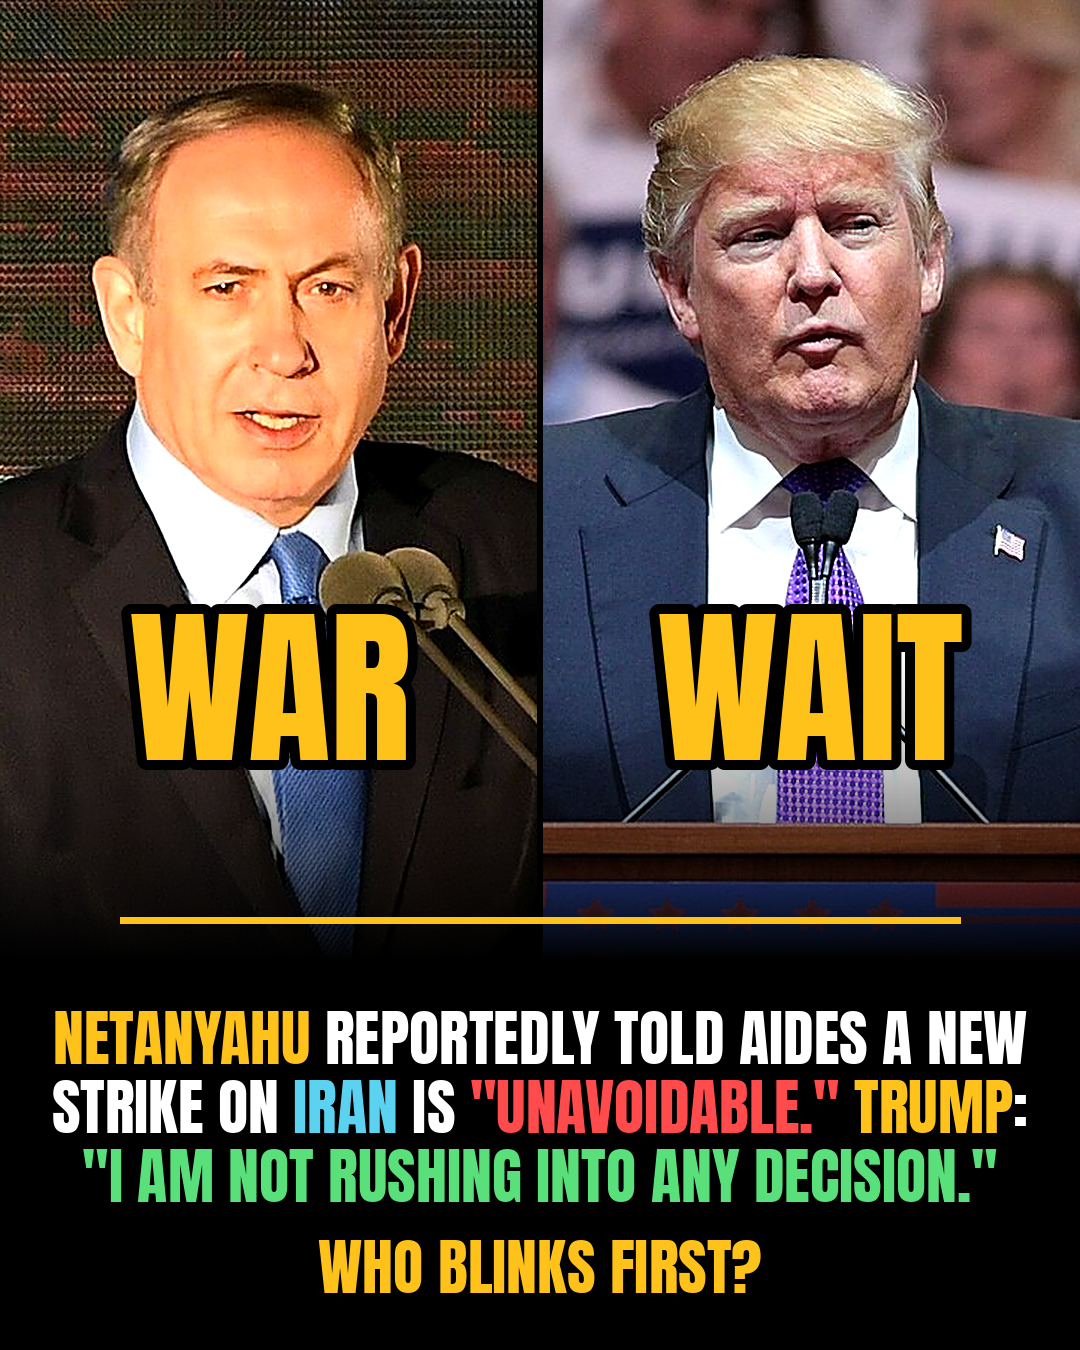 WAR
WAIT
NETANYAHU REPORTEDLY TOLD AIDES A NEW
STRIKE ON IRAN IS "UNAVOIDABLE." TRUMP:
"I AM NOT RUSHING INTO ANY DECISION."
WHO BLINKS FIRST?